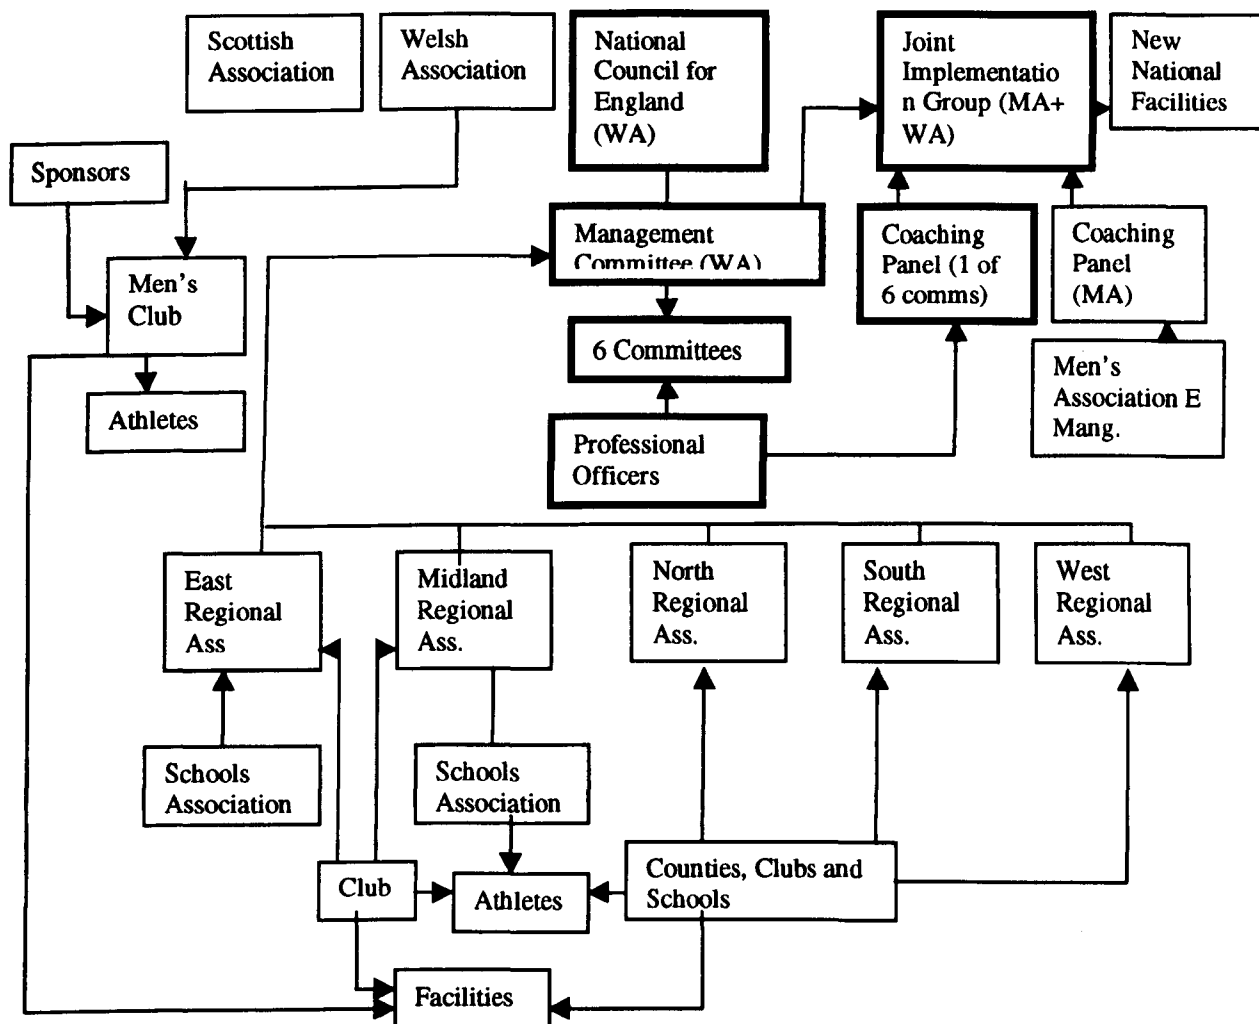 Scottish
Association
Welsh
Association
National
Council for
England
(WA)
Joint
Implementatio
n Group (MA+
WA)
New
National
Facilities
Sponsors
Management
Committee (WA)
Coaching
Panel (1 of
6 comms)
Coaching
Panel
(MA)
Men's
Club
6 Committees
Men's
Association E
Mang.
Athletes
Professional
Officers
East
Regional
Ass
Midland
Regional
Ass.
North
Regional
Ass.
South
Regional
Ass.
West
Regional
Ass.
Schools
Association
Schools
Association
Club
Athletes
Counties, Clubs and
Schools
Facilities